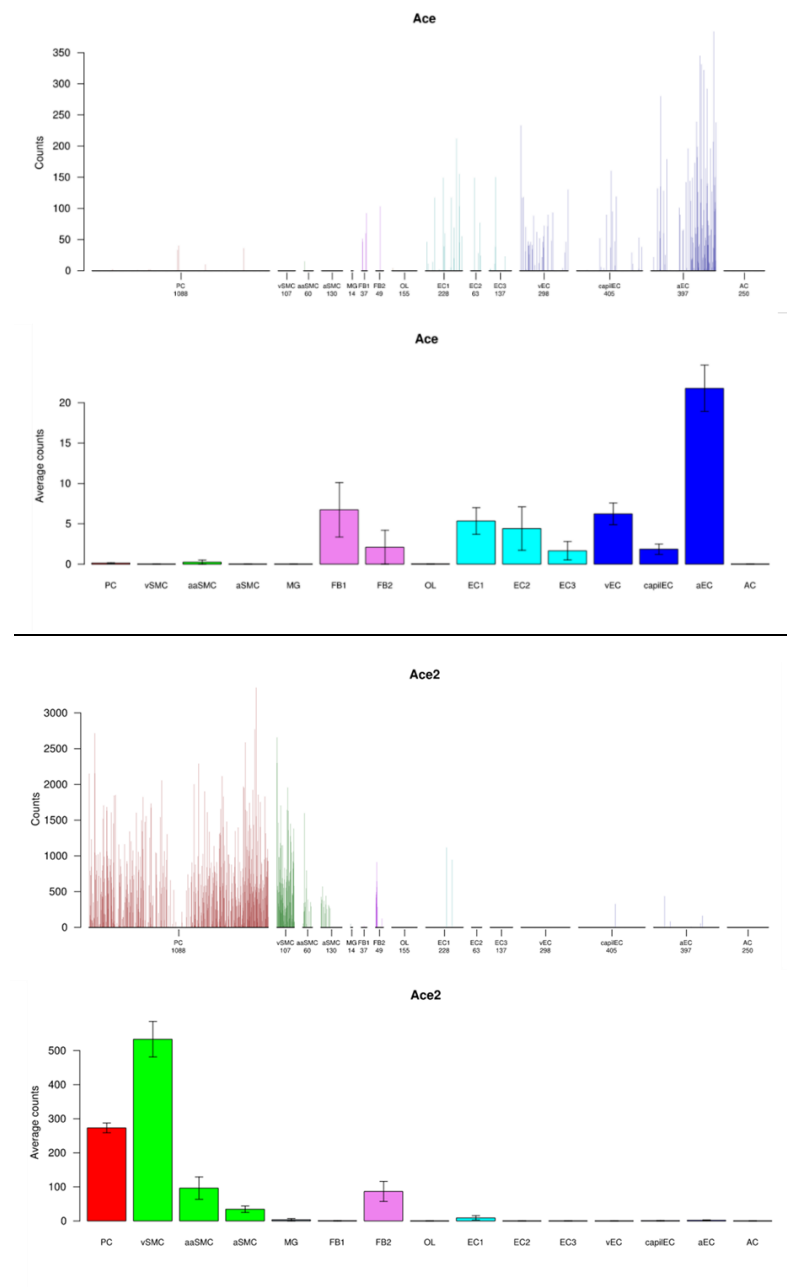 Ace
Counts
350
300
250
200
150
100
50
0
PC vSMC aaSMC aSMC MG FB1 FB2 OL EC1 EC2 EC3 vEC capilEC aEC AC
1088 107 60 130 14 37 49 155 228 63 137 298 405 397 250
Ace
Average counts
20
15
10
5
0
PC vSMC aaSMC aSMC MG FB1 FB2 OL EC1 EC2 EC3 vEC capilEC aEC AC
Ace2
Counts
3000
2500
2000
1500
1000
500
0
PC vSMC aaSMC aSMC MG FB1 FB2 OL EC1 EC2 EC3 vEC capilEC aEC AC
1088 107 60 130 14 37 49 155 228 63 137 298 405 397 250
Ace2
Average counts
500
400
300
200
100
0
PC vSMC aaSMC aSMC MG FB1 FB2 OL EC1 EC2 EC3 vEC capilEC aEC AC